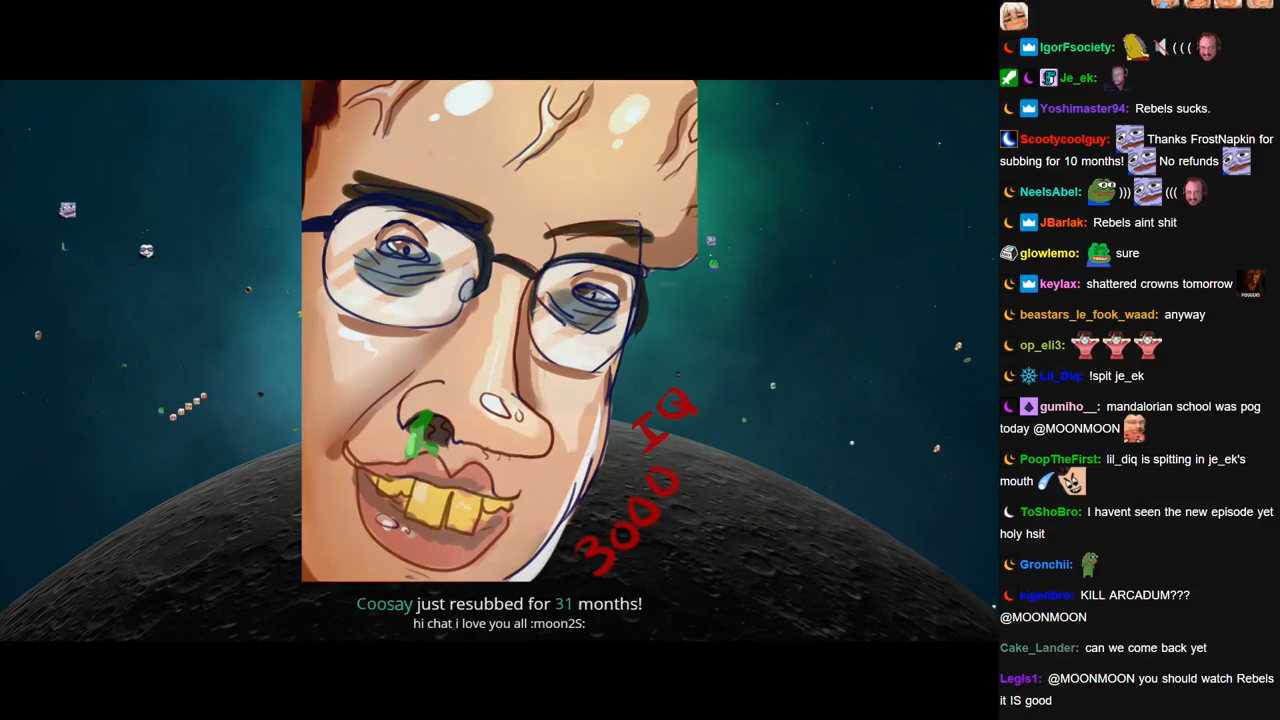 3000 IQ
Coosay just resubbed for 31 months!
hi chat i love you all :moon2S:
IgorFsociety: ( ( (
Je_ek:
Yoshimaster94: Rebels sucks.
Scootycoolguy: Thanks FrostNapkin for
subbing for 10 months! No refunds
NeelsAbel: ))) (((
JBarlak: Rebels aint shit
glowlemo: sure
keylax: shattered crowns tomorrow
POGGERS
beastars_le_fook_waad: anyway
op_eli3:
Lil_Diq: !spit je_ek
gumiho__: mandalorian school was pog
today @MOONMOON
PoopTheFirst: lil_diq is spitting in je_ek's
mouth
ToShoBro: I havent seen the new episode yet
holy hsit
Gronchii:
eigenbro: KILL ARCADUM???
@MOONMOON
Cake_Lander: can we come back yet
Legls1: @MOONMOON you should watch Rebels
it IS good